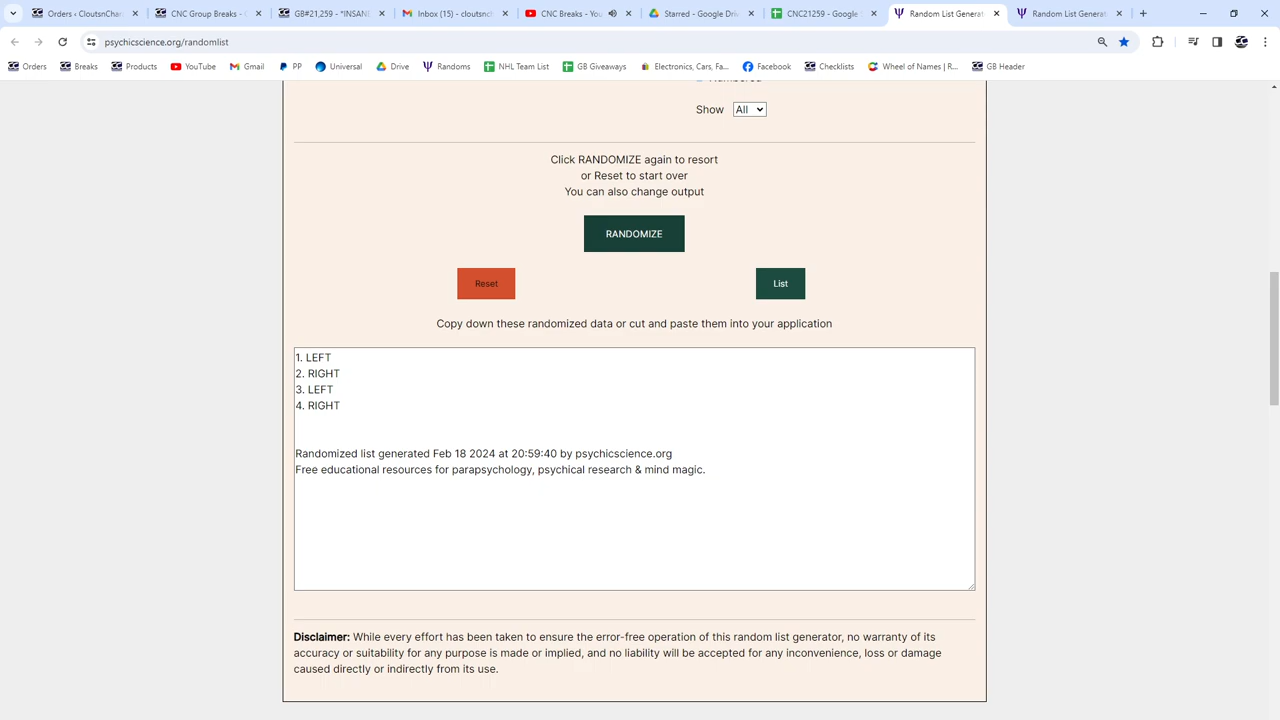 Orders ‹ CloutsnChan
CNC Group Breaks -
GB#21,259 - *INSANE
Inbox (15) - cloutsnch
CNC Breaks - You
Starred - Google Driv
CNC21259 - Google S
Random List Generat
Random List Generat
psychicscience.org/randomlist
Orders
Breaks
Products
YouTube
Gmail
PP
Universal
Drive
Randoms
NHL Team List
GB Giveaways
Electronics, Cars, Fa...
Facebook
Checklists
Wheel of Names | R...
GB Header
Numbered
Show All
Click RANDOMIZE again to resort
or Reset to start over
You can also change output
RANDOMIZE
Reset
List
Copy down these randomized data or cut and paste them into your application
1. LEFT
2. RIGHT
3. LEFT
4. RIGHT
Randomized list generated Feb 18 2024 at 20:59:40 by psychicscience.org
Free educational resources for parapsychology, psychical research & mind magic.
Disclaimer: While every effort has been taken to ensure the error-free operation of this random list generator, no warranty of its
accuracy or suitability for any purpose is made or implied, and no liability will be accepted for any inconvenience, loss or damage
caused directly or indirectly from its use.